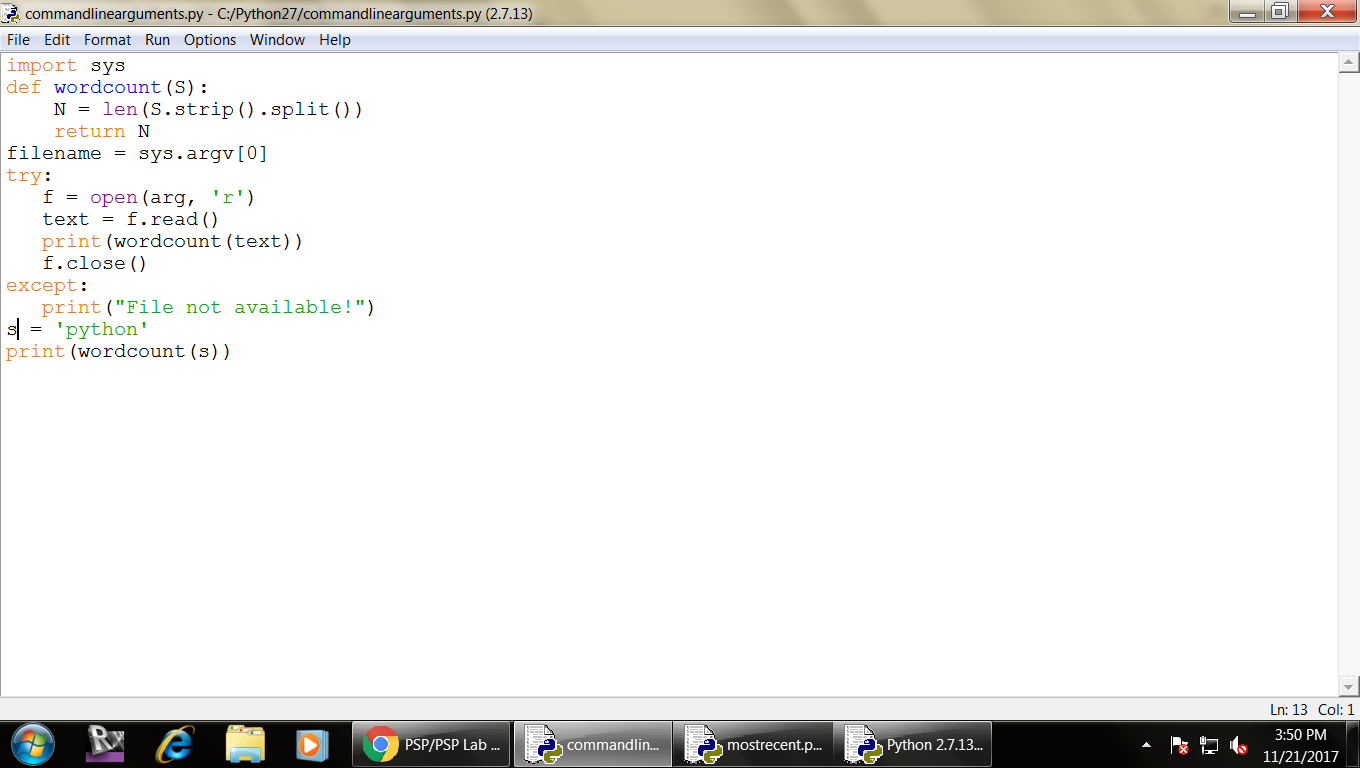 commandlinearguments.py - C:/Python27/commandlinearguments.py (2.7.13)
File Edit Format Run Options Window Help
import sys
def wordcount(S):
    N = len(S.strip().split())
    return N
filename = sys.argv[0]
try:
   f = open(arg, 'r')
   text = f.read()
   print(wordcount(text))
   f.close()
except:
   print("File not available!")
s = 'python'
print(wordcount(s))
Ln: 13 Col: 1
Rx
PSP/PSP Lab ...
commandlin...
mostrecent.p...
Python 2.7.13...
3:50 PM
11/21/2017